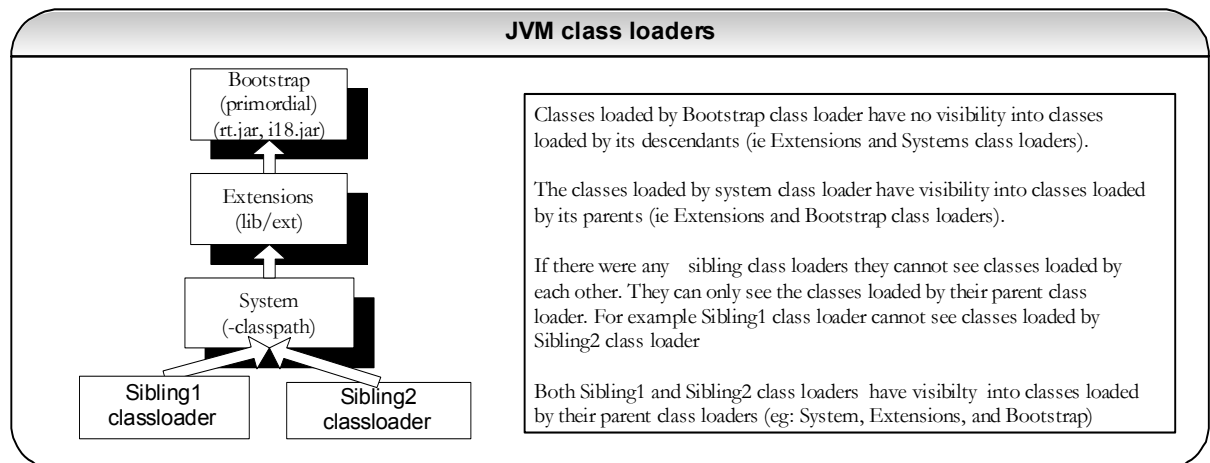 JVM class loaders
Bootstrap
(primordial)
(rt.jar, i18.jar)
Extensions
(lib/ext)
System
(-classpath)
Sibling1
classloader
Sibling2
classloader
Classes loaded by Bootstrap class loader have no visibility into classes
loaded by its descendants (ie Extensions and Systems class loaders).
The classes loaded by system class loader have visibility into classes loaded
by its parents (ie Extensions and Bootstrap class loaders).
If there were any sibling class loaders they cannot see classes loaded by
each other. They can only see the classes loaded by their parent class
loader. For example Sibling1 class loader cannot see classes loaded by
Sibling2 class loader
Both Sibling1 and Sibling2 class loaders have visibilty into classes loaded
by their parent class loaders (eg: System, Extensions, and Bootstrap)